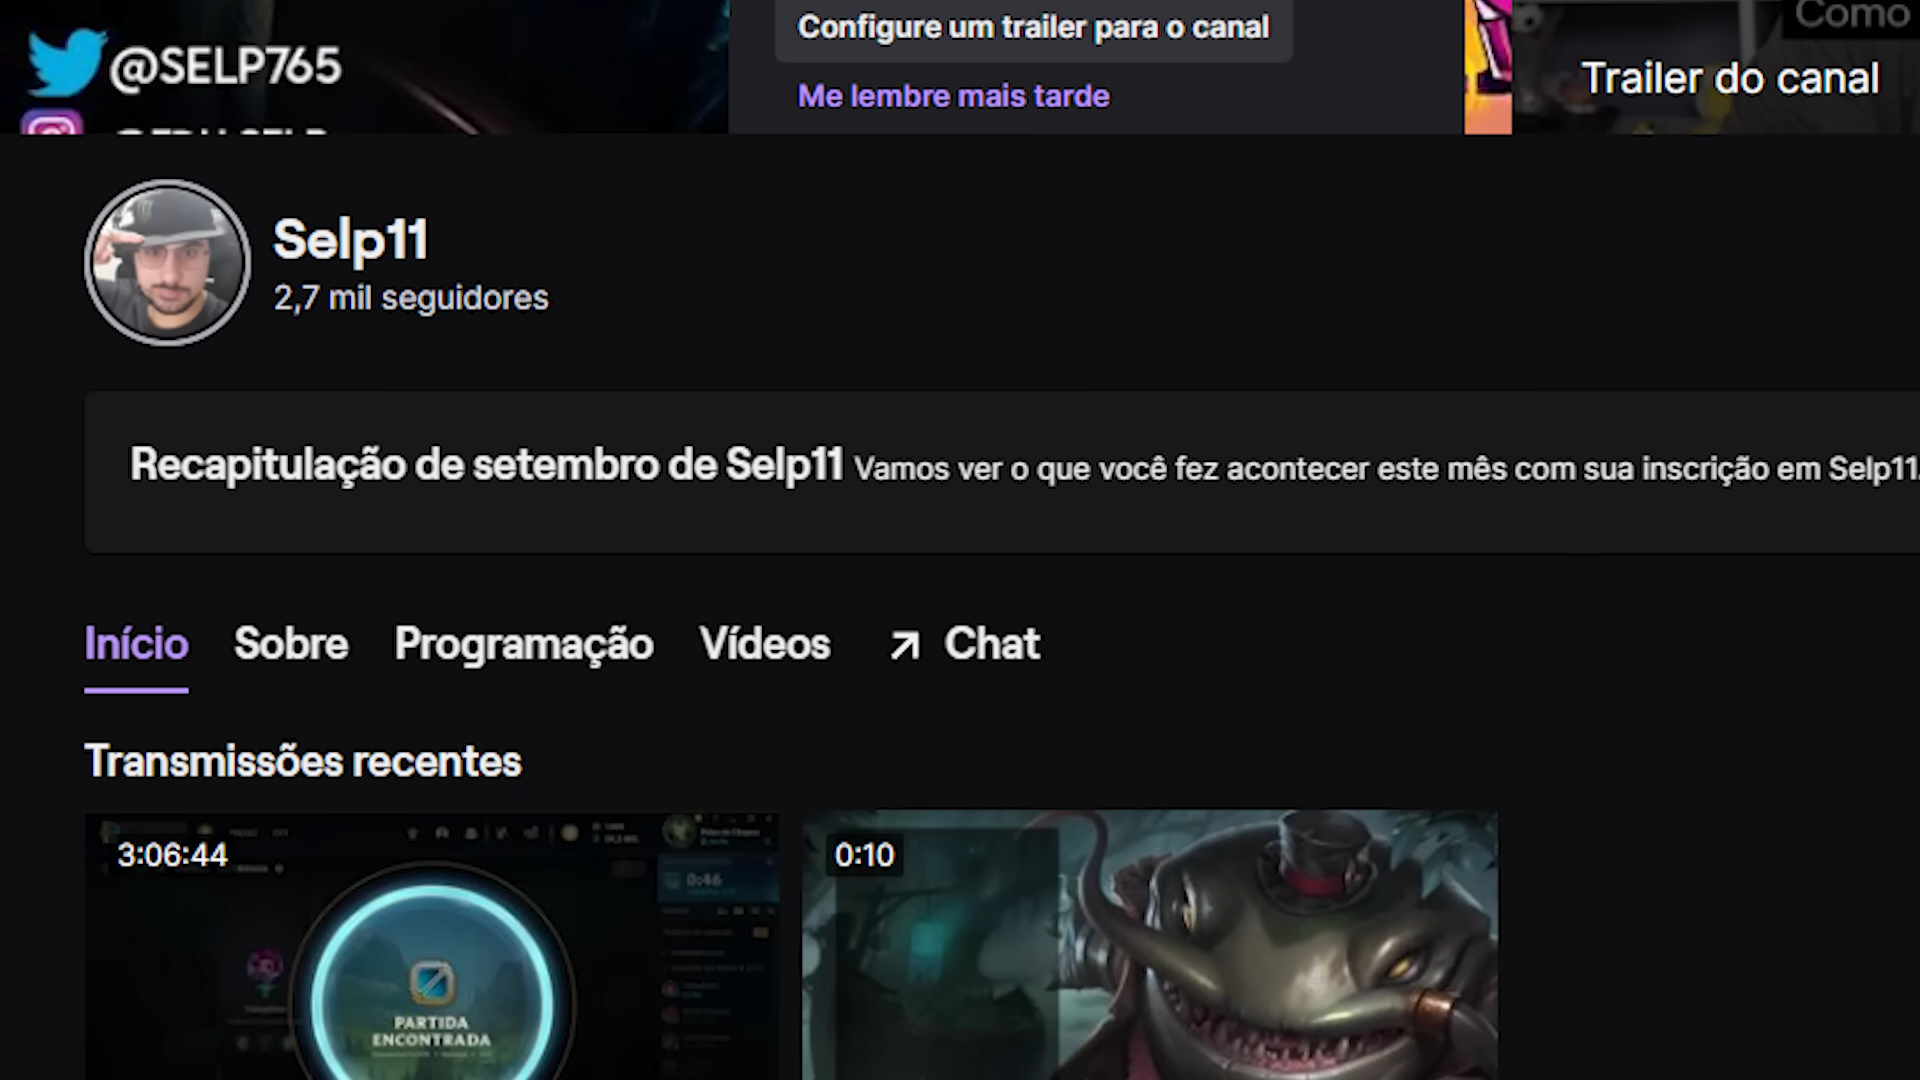 Configure um trailer para o canal
Como
@SELP765
Me lembre mais tarde
Trailer do canal
Selp11
2,7 mil seguidores
Recapitulação de setembro de Selp11 Vamos ver o que você fez acontecer este mês com sua inscrição em Selp11.
Início Sobre Programação Vídeos Chat
Transmissões recentes
3:06:44
0:10
0:46
PARTIDA
ENCONTRADA